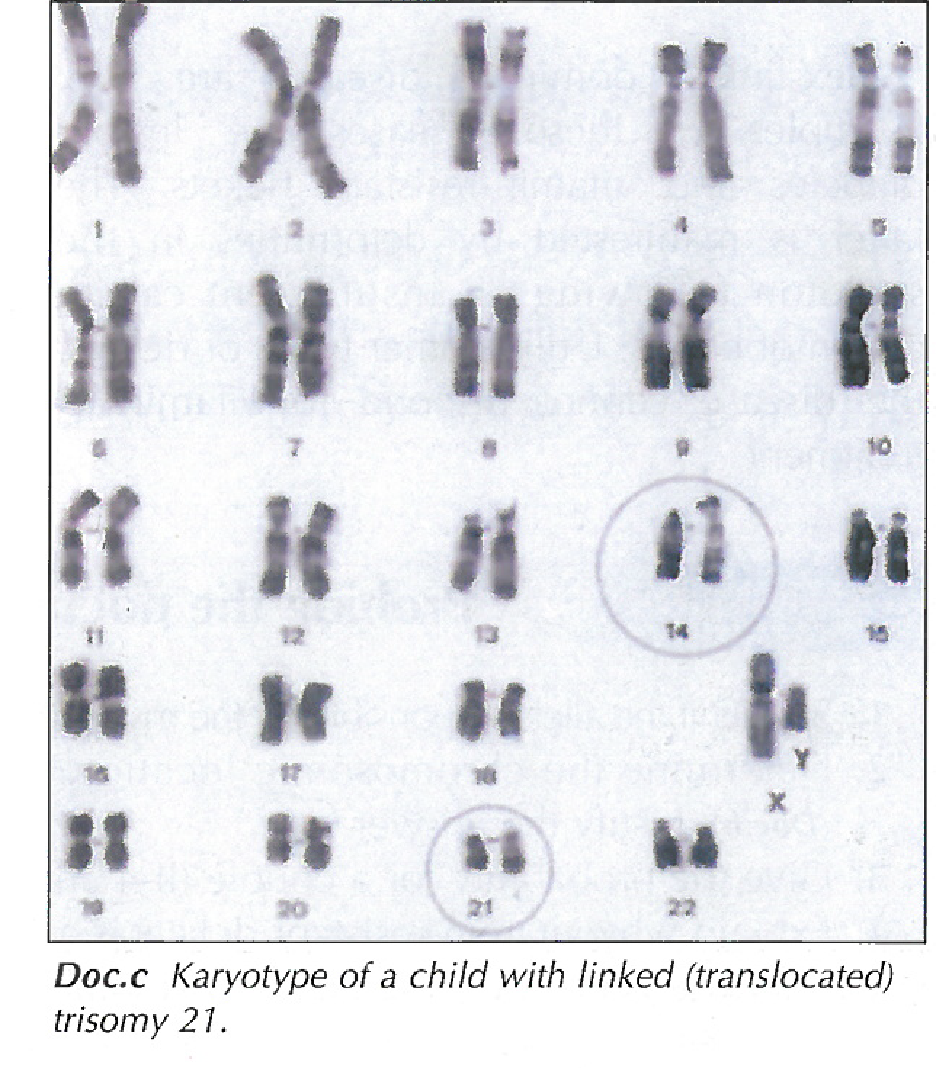 1 2 3 4 5
6 7 8 9 10
11 12 13 14 15
16 17 18 Y
X
19 20 21 22
Doc.c Karyotype of a child with linked (translocated)
trisomy 21.